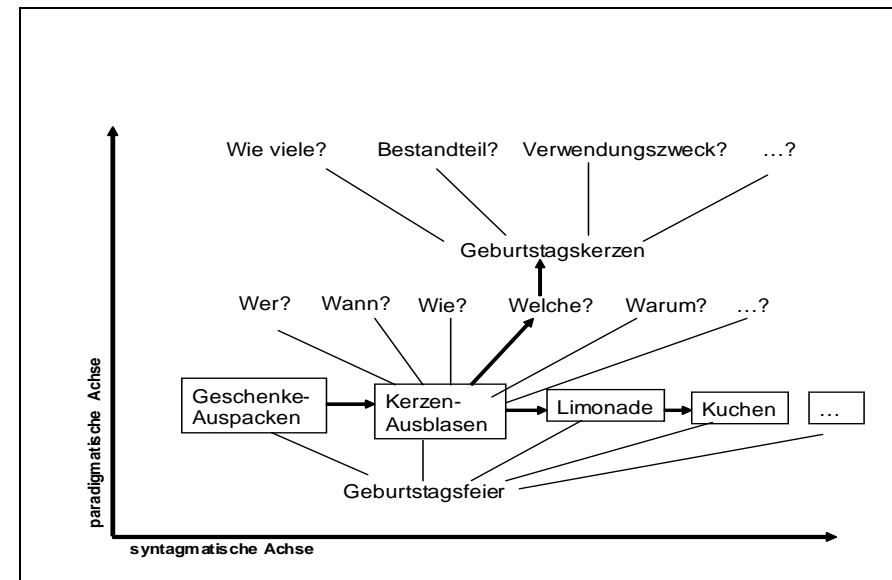 Wie viele? Bestandteil? Verwendungszweck? …?
Geburtstagskerzen
Wer? Wann? Wie? Welche? Warum? …?
Geschenke-
Auspacken
Kerzen-
Ausblasen
Limonade
Kuchen
…
Geburtstagsfeier
paradigmatische Achse
syntagmatische Achse